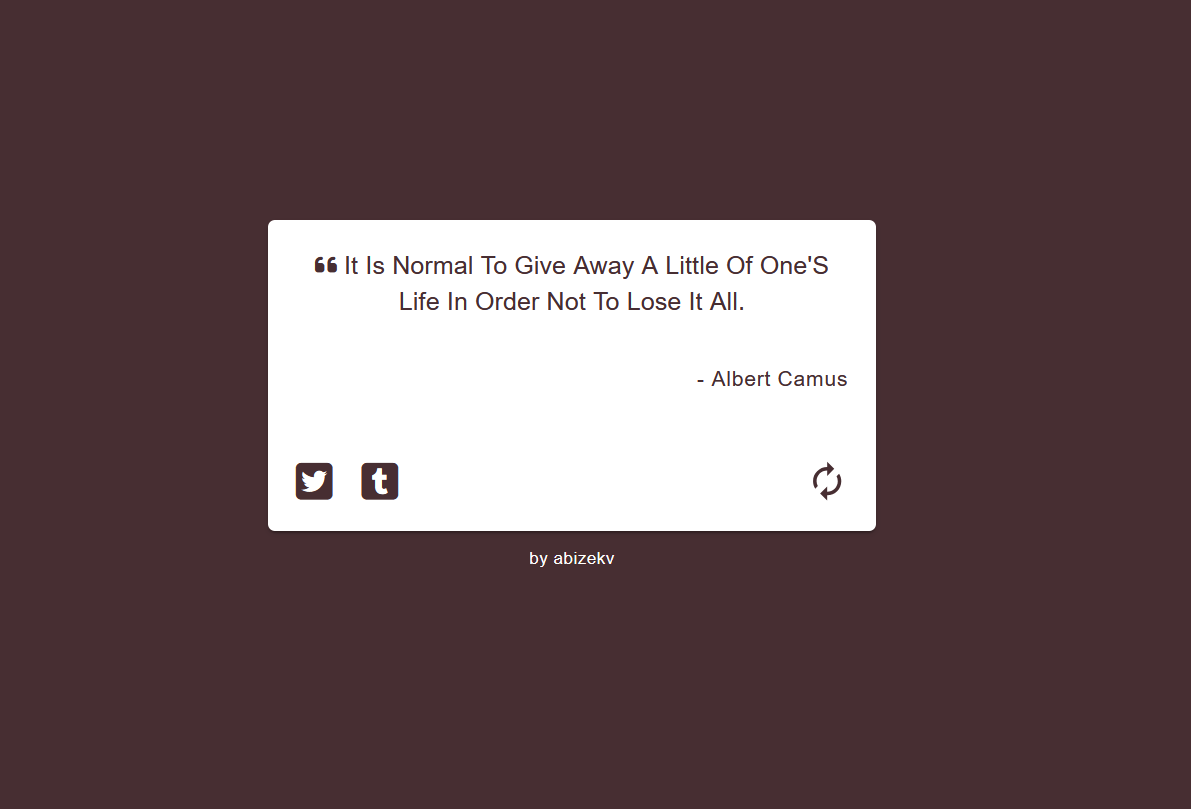 “ It Is Normal To Give Away A Little Of One'S
Life In Order Not To Lose It All.
- Albert Camus
by abizekv